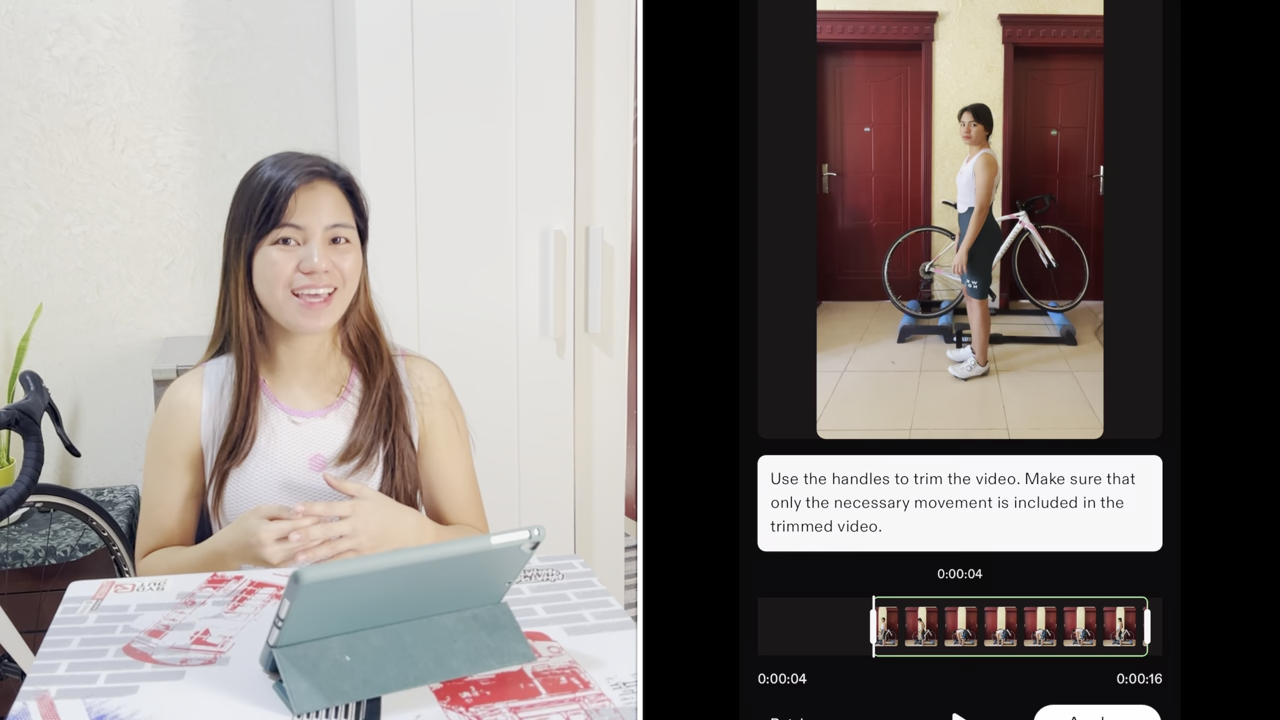 Use the handles to trim the video. Make sure that
only the necessary movement is included in the
trimmed video.
0:00:04
0:00:04
0:00:16